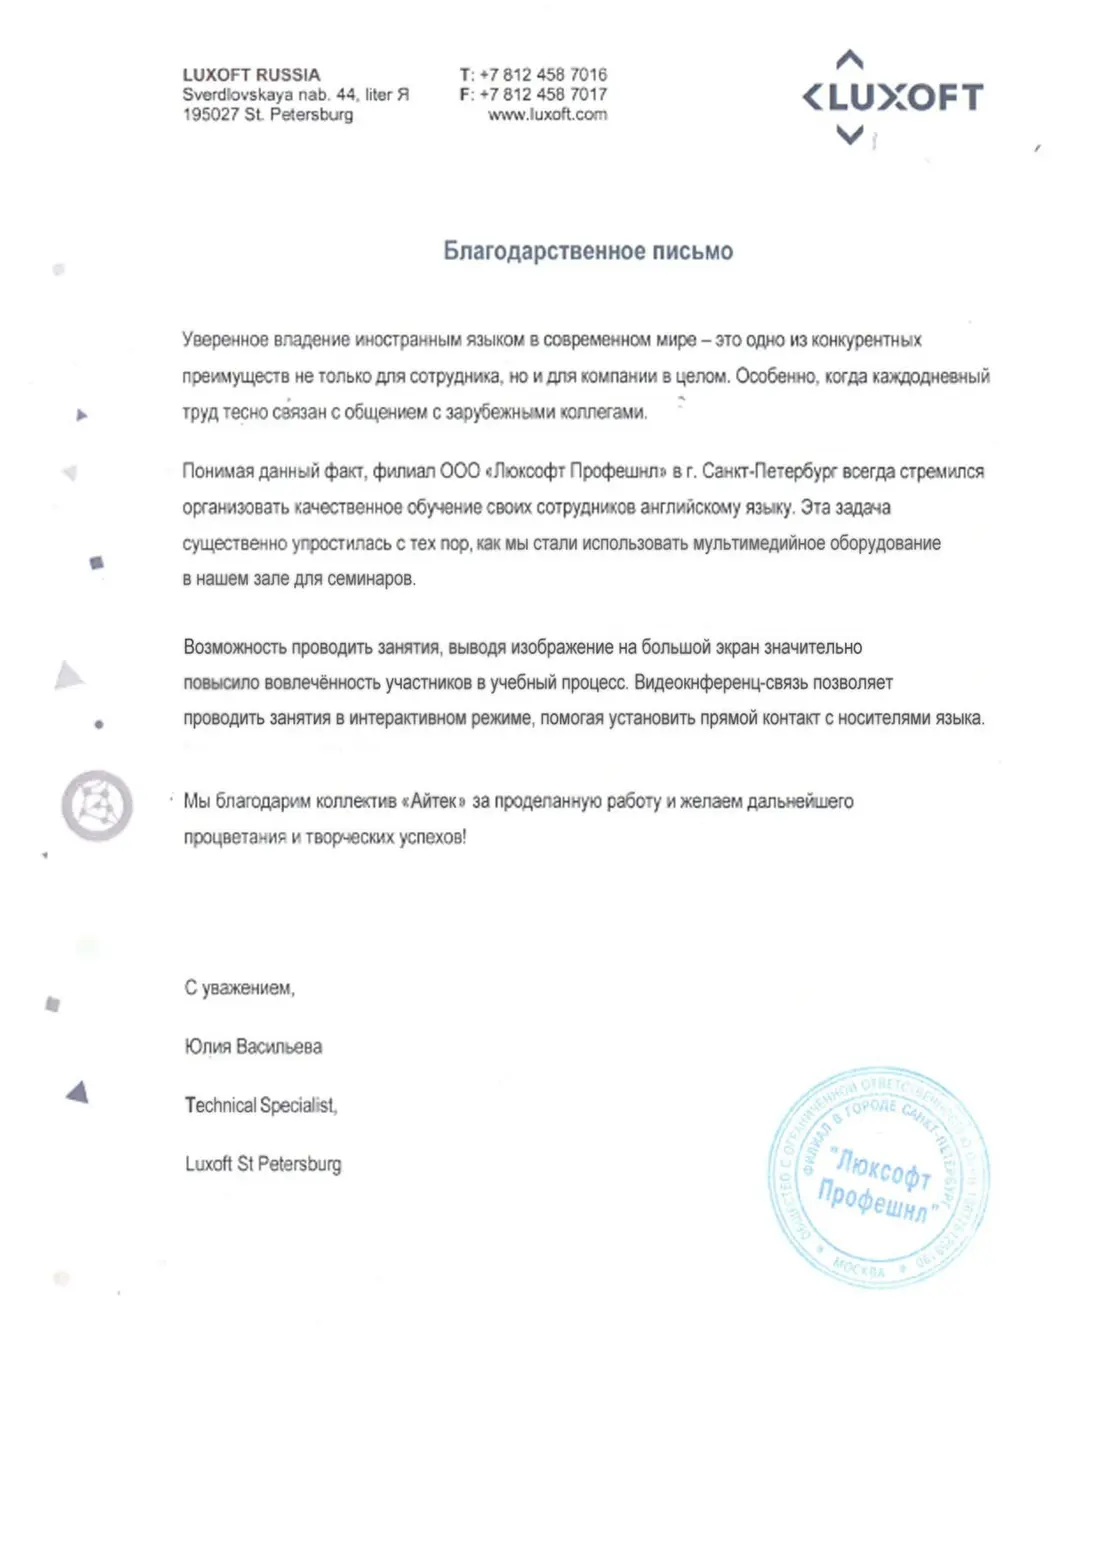 LUXOFT RUSSIA
Sverdlovskaya nab. 44, liter Я
195027 St. Petersburg
T: +7 812 458 7016
F: +7 812 458 7017
www.luxoft.com
LUXOFT
Благодарственное письмо
Уверенное владение иностранным языком в современном мире – это одно из конкурентных
преимуществ не только для сотрудника, но и для компании в целом. Особенно, когда каждодневный
труд тесно связан с общением с зарубежными коллегами.
Понимая данный факт, филиал ООО «Люксофт Профешнл» в г. Санкт-Петербург всегда стремился
организовать качественное обучение своих сотрудников английскому языку. Эта задача
существенно упростилась с тех пор, как мы стали использовать мультимедийное оборудование
в нашем зале для семинаров.
Возможность проводить занятия, выводя изображение на большой экран значительно
повысило вовлечённость участников в учебный процесс. Видеокнференц-связь позволяет
проводить занятия в интерактивном режиме, помогая установить прямой контакт с носителями языка.
Мы благодарим коллектив «Айтек» за проделанную работу и желаем дальнейшего
процветания и творческих успехов!
С уважением,
Юлия Васильева
Technical Specialist,
Luxoft St Petersburg
ОБЩЕСТВО С ОГРАНИЧЕННОЙ ОТВЕТСТВЕННОСТЬЮ
ФИЛИАЛ В ГОРОДЕ САНКТ-ПЕТЕРБУРГ
"Люксофт
Профешнл"
МОСКВА